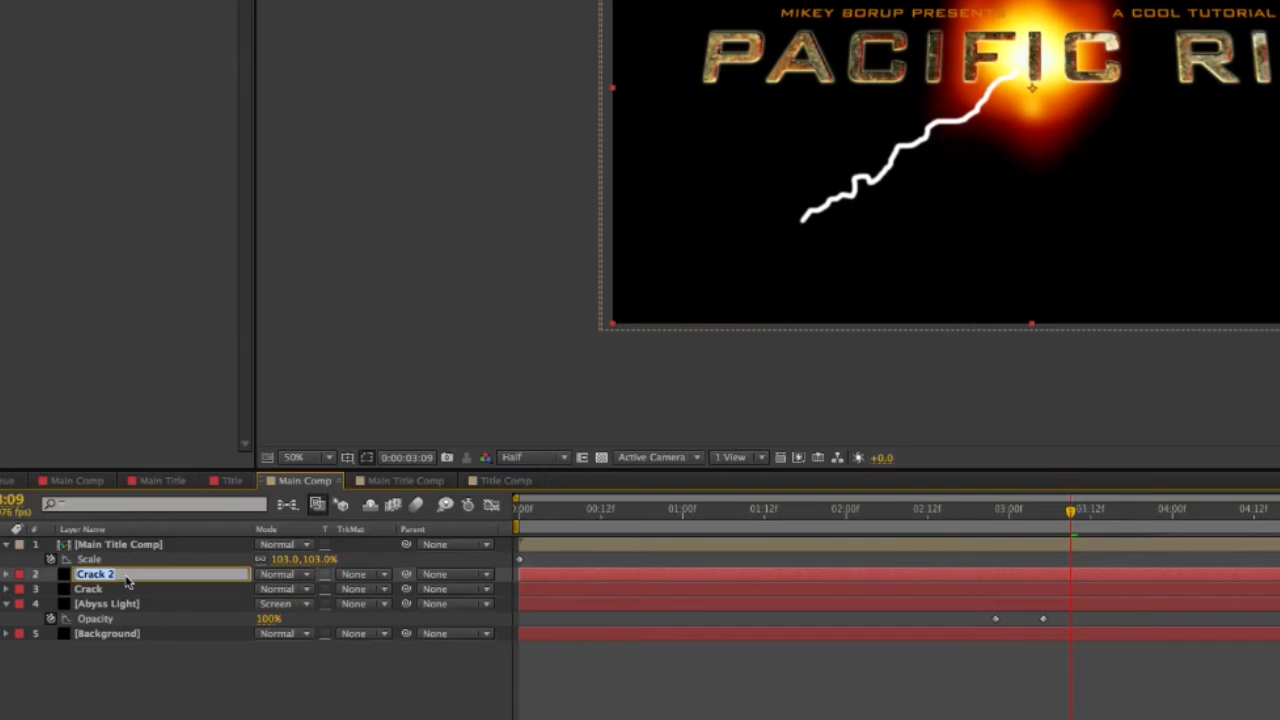 MIKEY BORUP PRESENTS A COOL TUTORIAL
PACIFIC RI
50% 0:00:03:09 Half Active Camera 1 View +0.0
Main Comp Main Title Title Main Comp Main Title Comp Title Comp
3:09
:00f 00:12f 01:00f 01:12f 02:00f 02:12f 03:00f 03:12f 04:00f 04:12f
# Layer Name Mode T TrkMat Parent
1 [Main Title Comp] Normal None
Scale 103.0,103.0%
2 Crack 2 Normal None None
3 Crack Normal None None
4 [Abyss Light] Screen None None
Opacity 100%
5 [Background] Normal None None